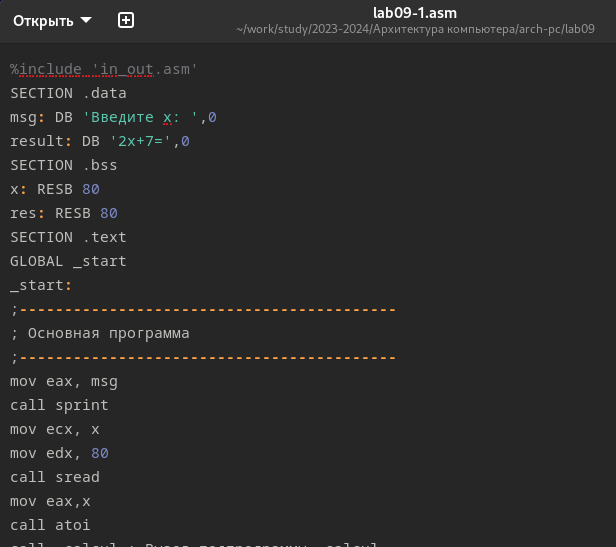 Открыть
lab09-1.asm
~/work/study/2023-2024/Архитектура компьютера/arch-pc/lab09
%include 'in_out.asm'
SECTION .data
msg: DB 'Введите x: ',0
result: DB '2x+7=',0
SECTION .bss
x: RESB 80
res: RESB 80
SECTION .text
GLOBAL _start
_start:
;------------------------------------------
; Основная программа
;------------------------------------------
mov eax, msg
call sprint
mov ecx, x
mov edx, 80
call sread
mov eax,x
call atoi